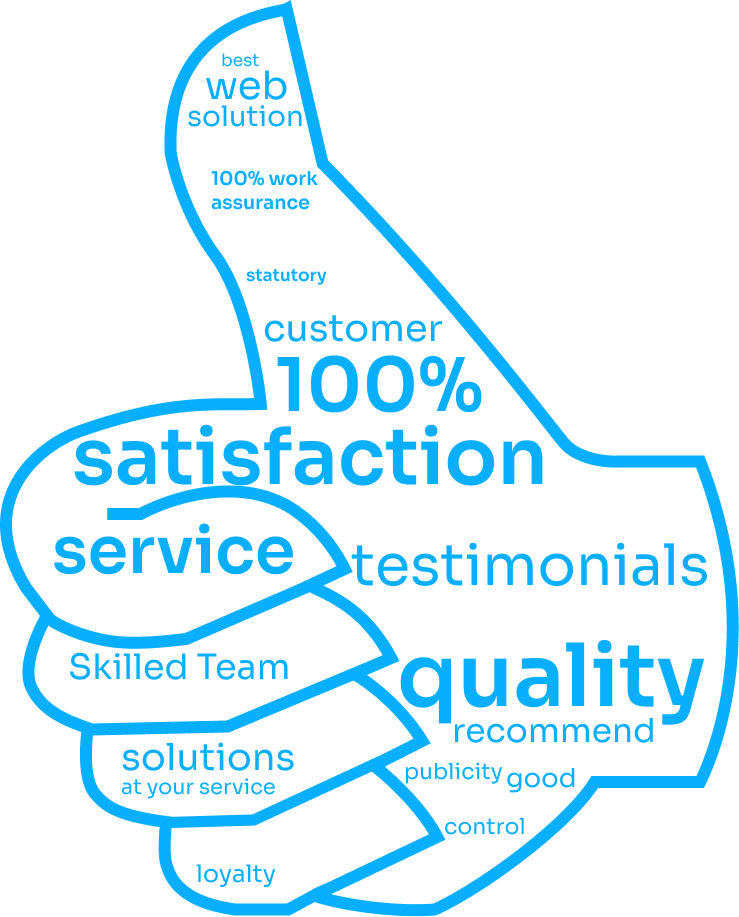 best
web
solution
100% work
assurance
statutory
customer
100%
satisfaction
service
testimonials
Skilled Team
quality
recommend
solutions
at your service
publicity
good
control
loyalty